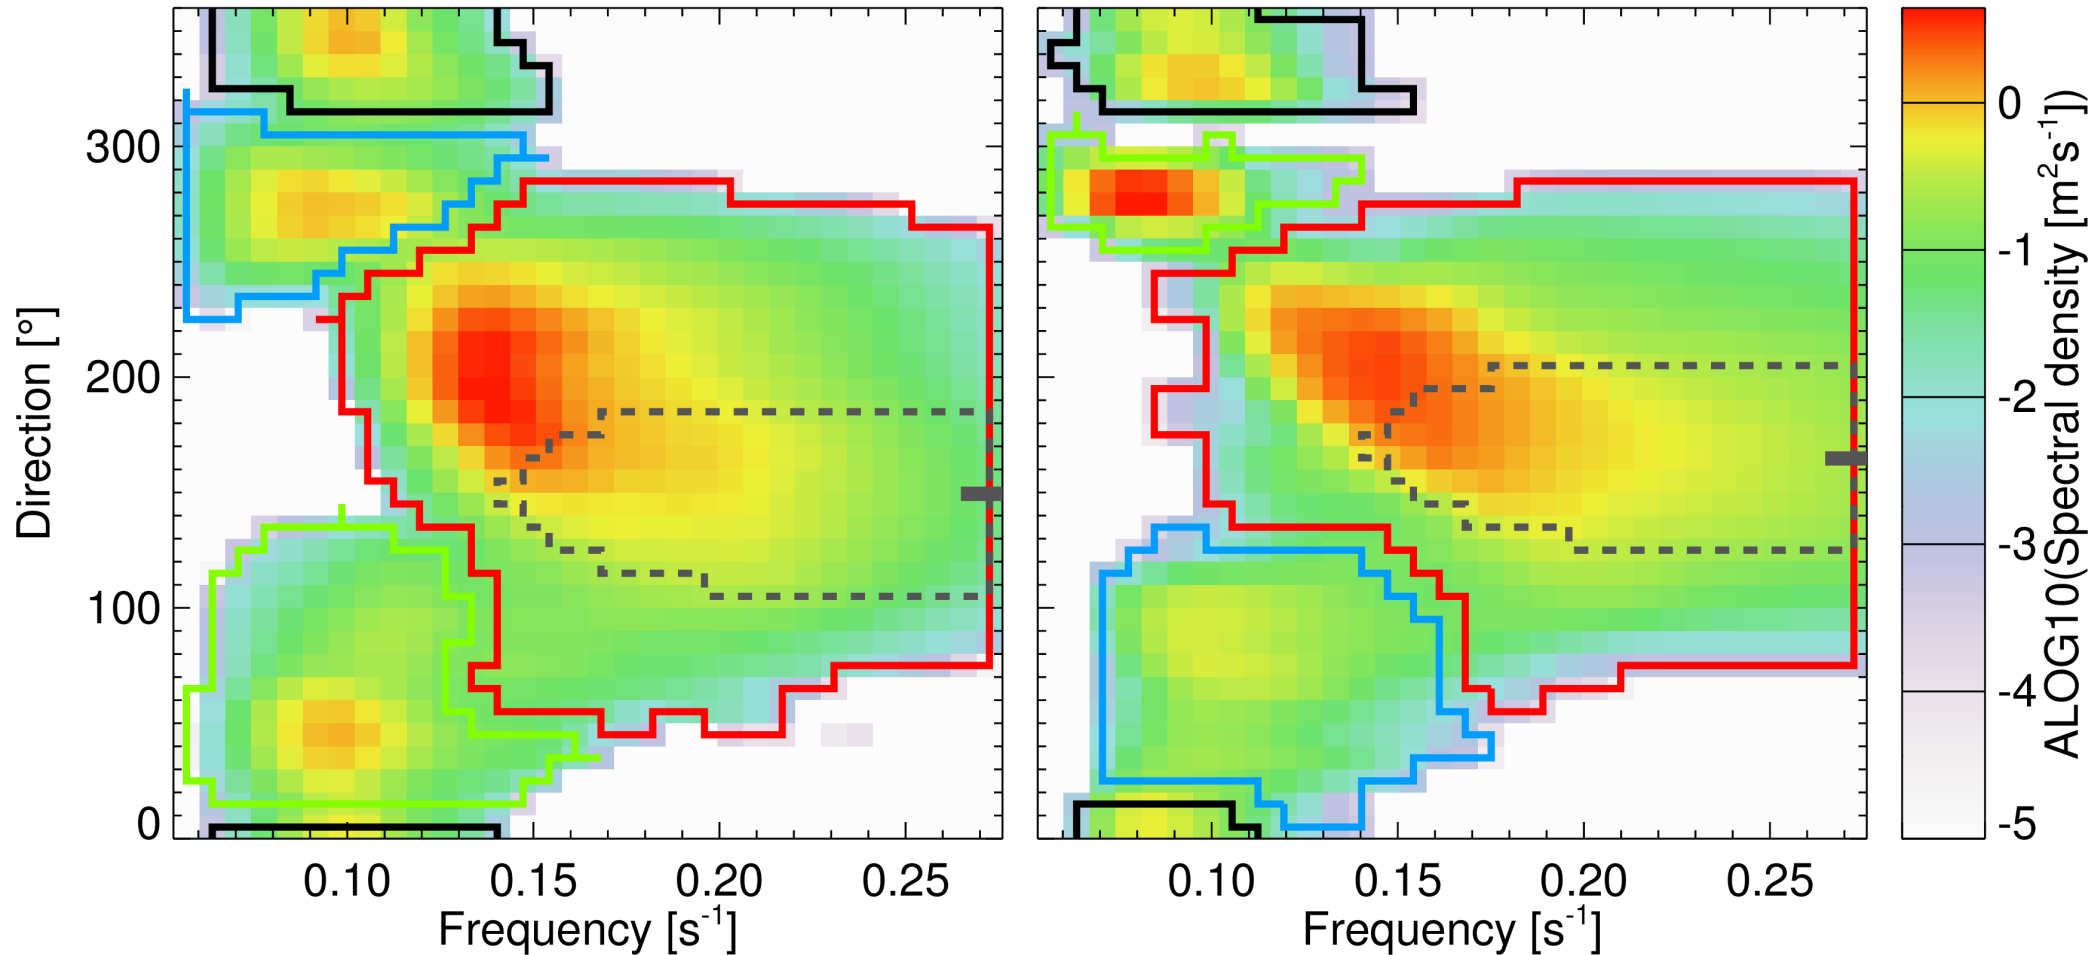 Direction [°]
300
200
100
0
0.10 0.15 0.20 0.25
Frequency [s-1]
0.10 0.15 0.20 0.25
Frequency [s-1]
0
-1
-2
-3
-4
-5
ALOG10(Spectral density [m2s-1])